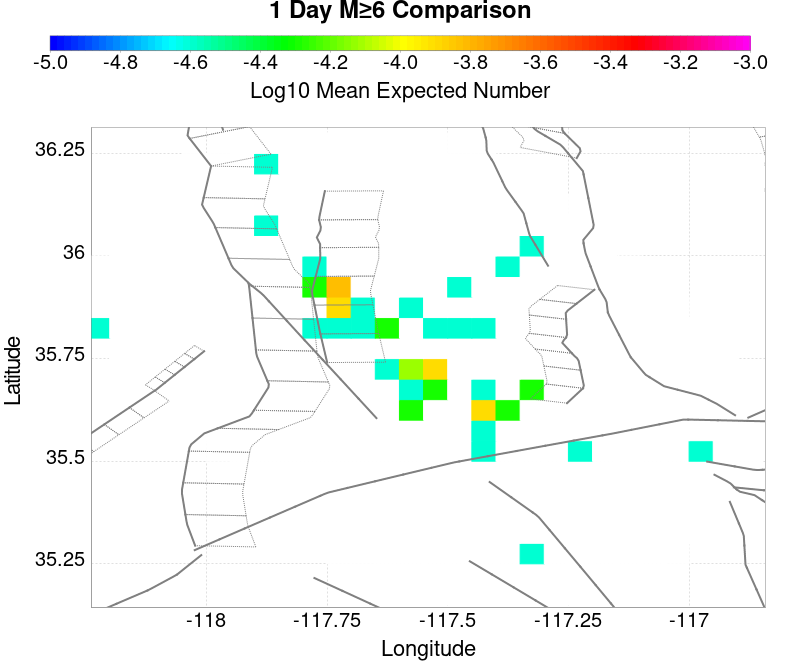 1 Day M≥6 Comparison
-5.0 -4.8 -4.6 -4.4 -4.2 -4.0 -3.8 -3.6 -3.4 -3.2 -3.0
Log10 Mean Expected Number
36.25
36
35.75
35.5
35.25
Latitude
-118 -117.75 -117.5 -117.25 -117
Longitude